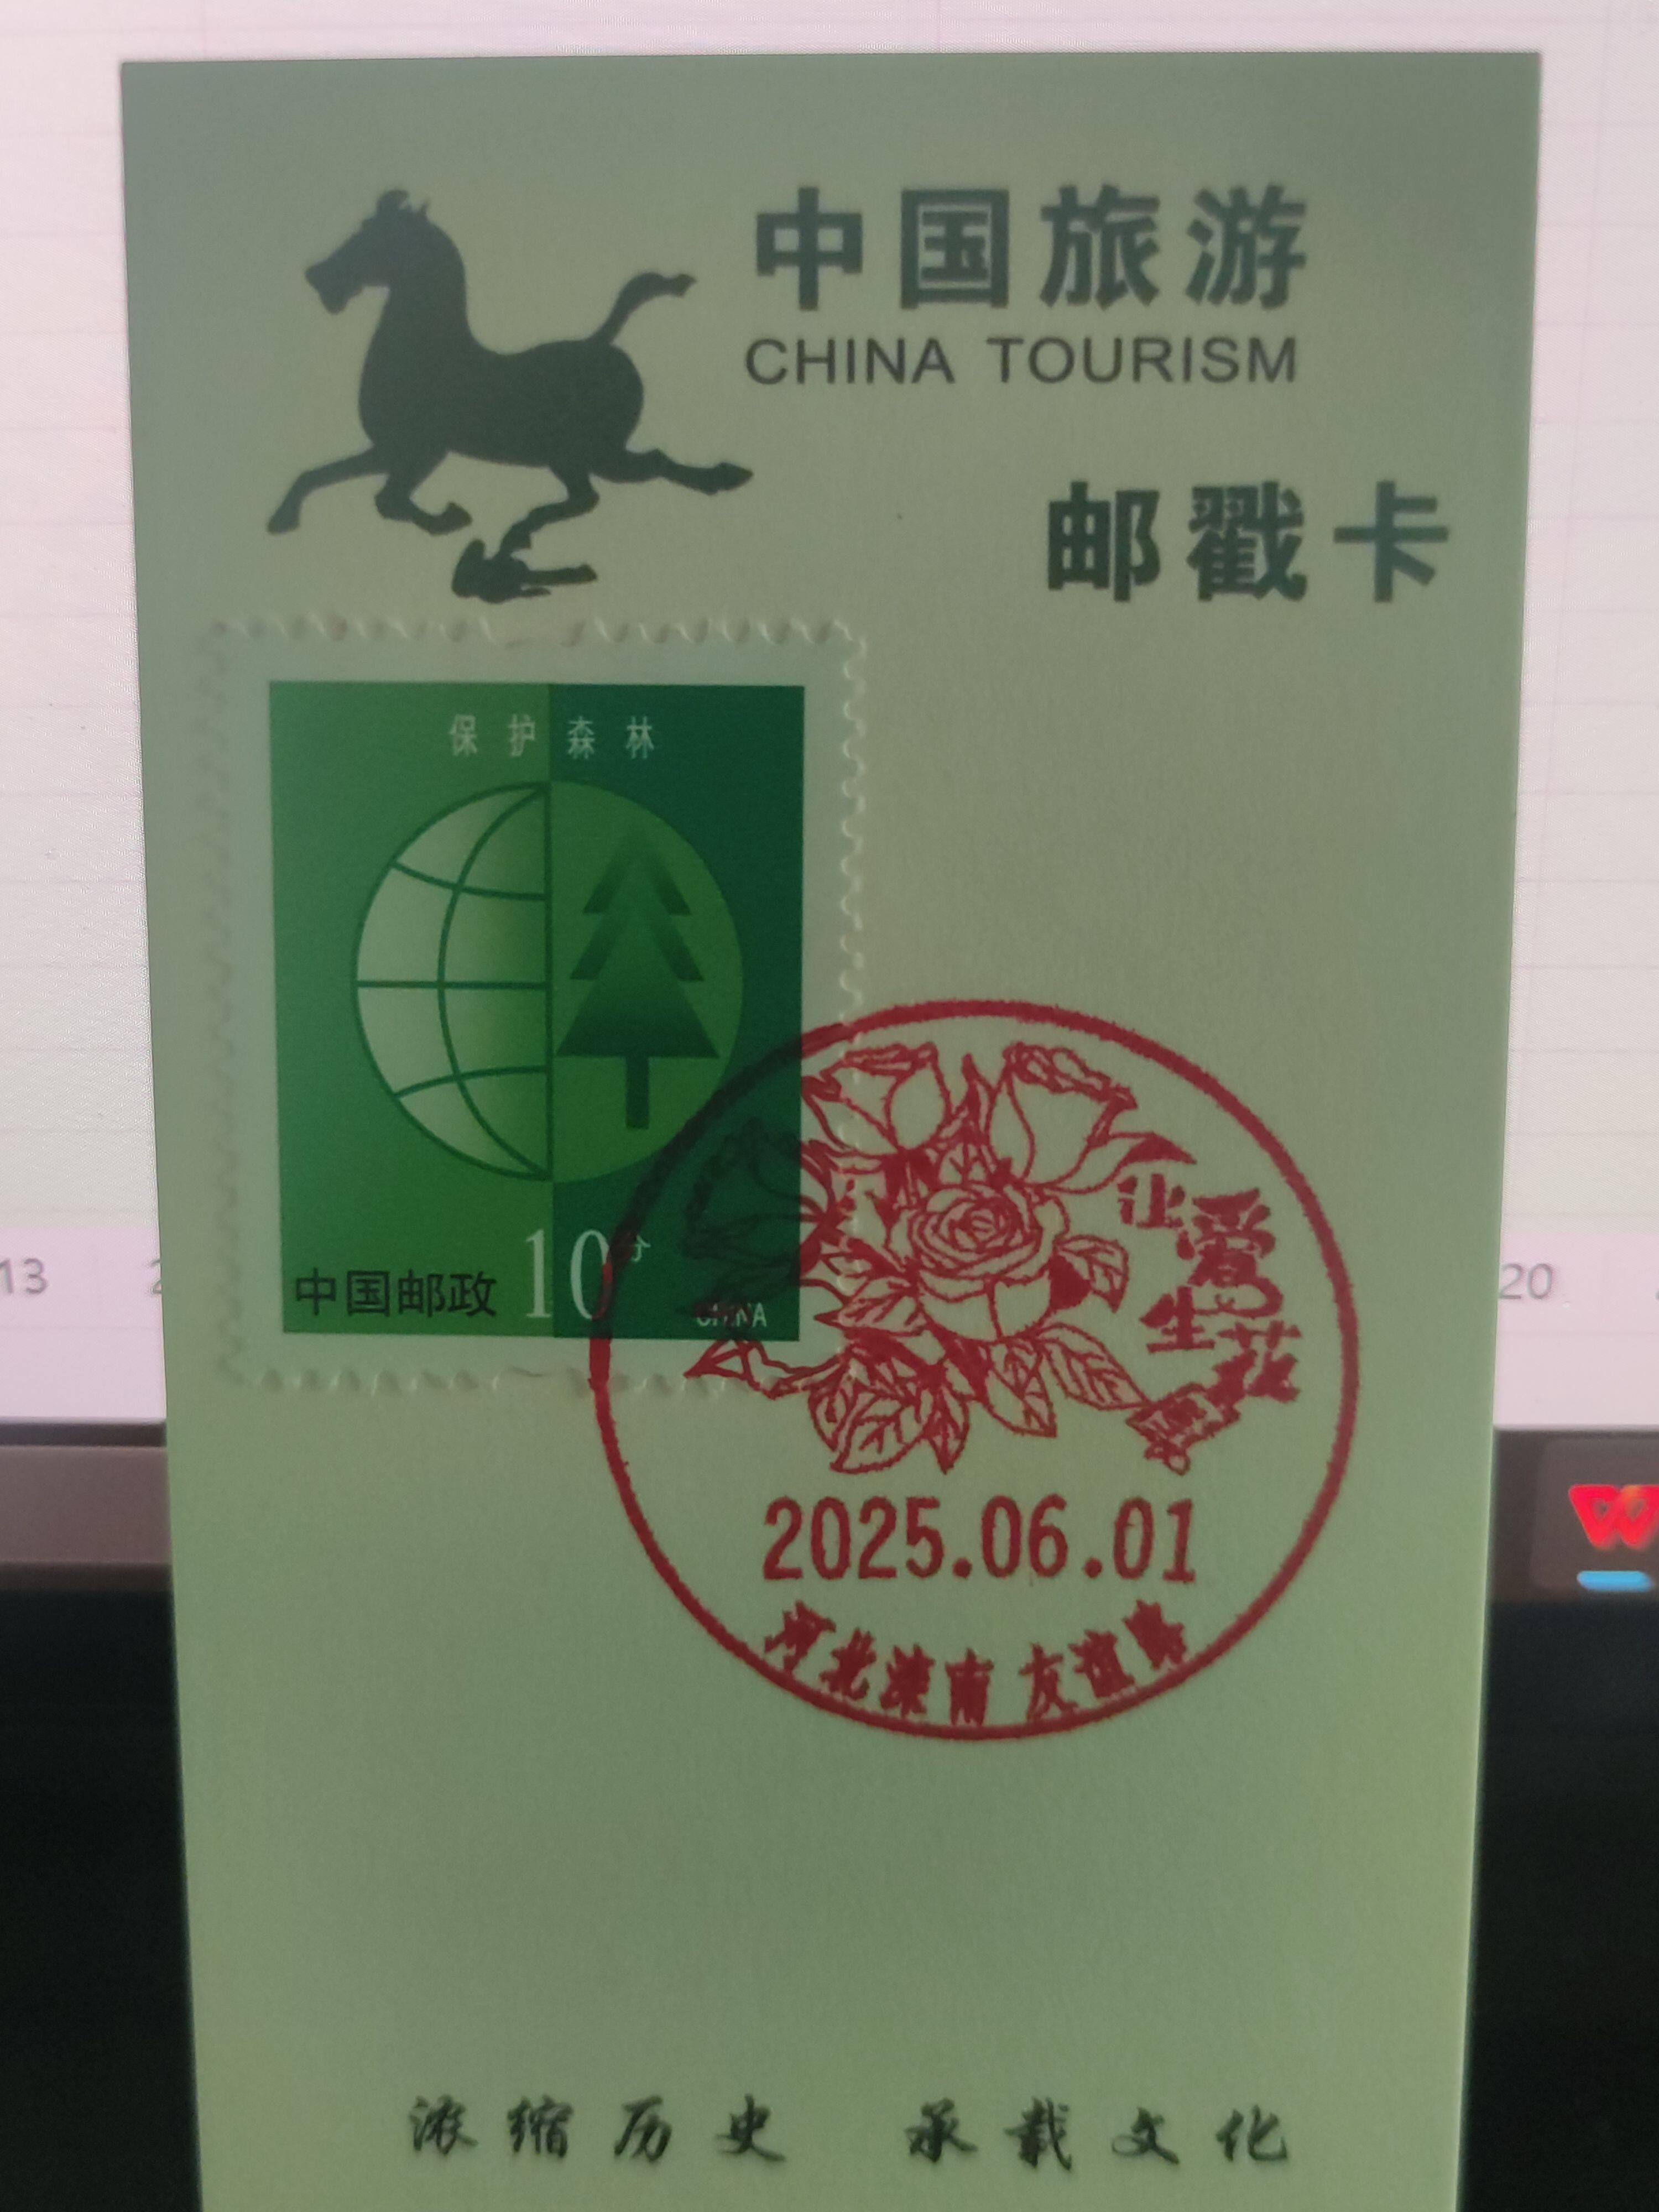 中国旅游
CHINA TOURISM
邮戳卡
保护森林
中国邮政 10分
CHINA
让爱生花
2025.06.01
河北滦南 友谊路
13
20
浓缩历史 承载文化